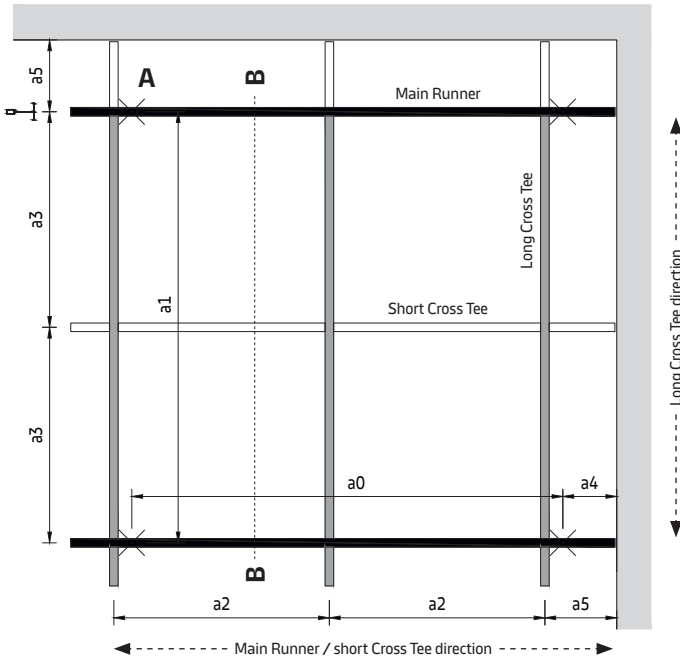 A
B
a5
Main Runner
g
a3
Long Cross Tee
a1
Short Cross Tee
Long Cross Tee direction
a3
a0
a4
B
a2
a2
a5
Main Runner / short Cross Tee direction